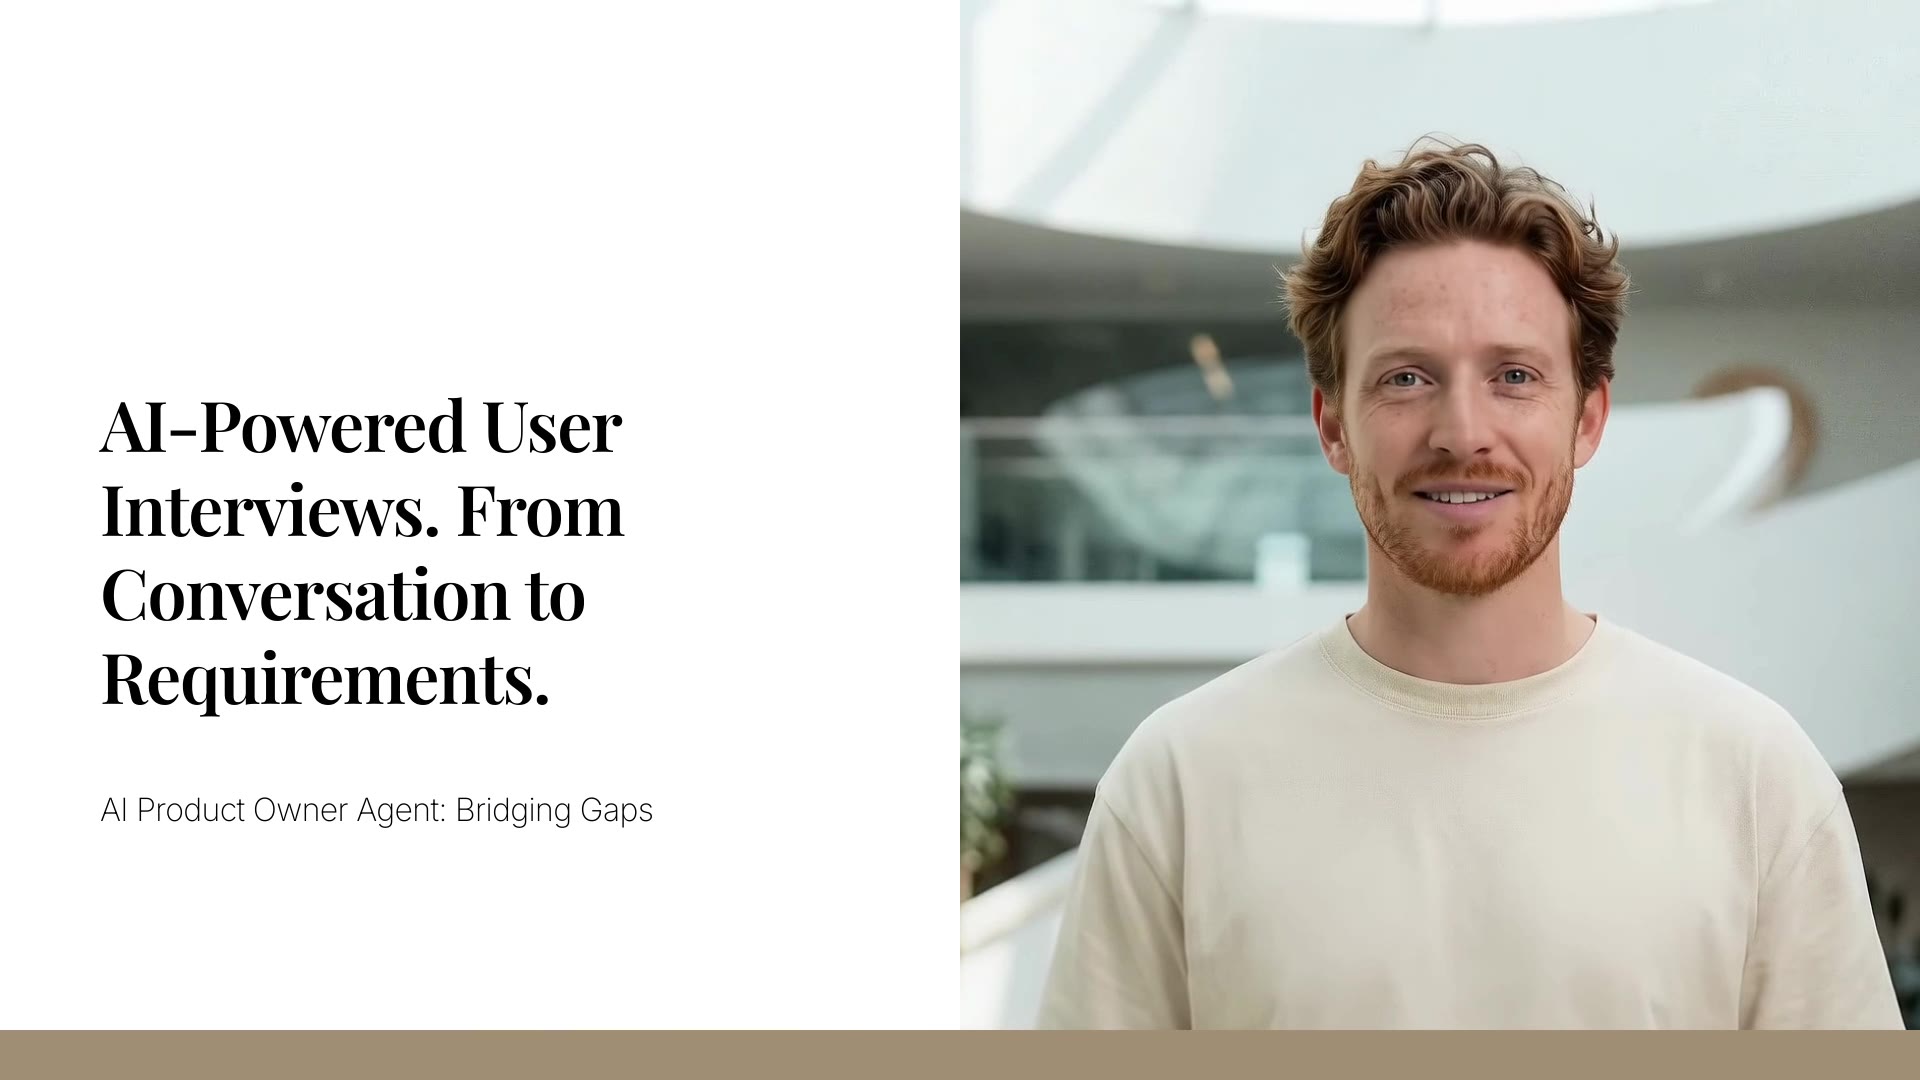 AI-Powered User
Interviews. From
Conversation to
Requirements.
AI Product Owner Agent: Bridging Gaps